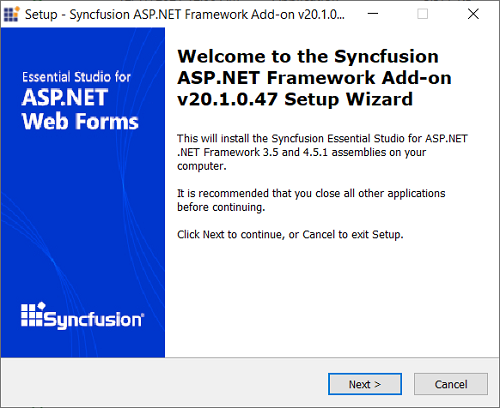 Setup - Syncfusion ASP.NET Framework Add-on v20.1.0...
Essential Studio for
ASP.NET
Web Forms
Syncfusion®
Welcome to the Syncfusion
ASP.NET Framework Add-on
v20.1.0.47 Setup Wizard
This will install the Syncfusion Essential Studio for ASP.NET
.NET Framework 3.5 and 4.5.1 assemblies on your
computer.
It is recommended that you close all other applications
before continuing.
Click Next to continue, or Cancel to exit Setup.
Next >
Cancel